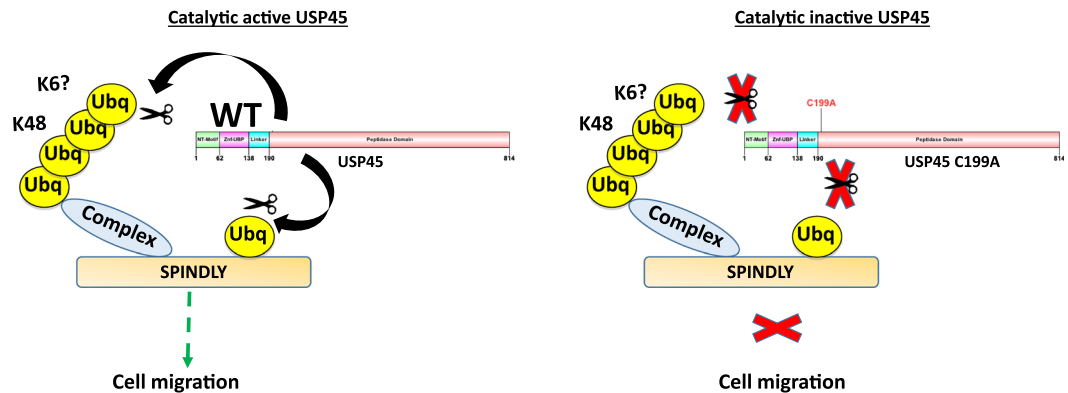 Catalytic active USP45
K6?
Ubq
K48
Ubq
Ubq
Ubq
WT
NT-Motif Znf-UBP Linker Peptidase Domain
1 62 138 190 814
USP45
Complex
Ubq
SPINDLY
Cell migration
Catalytic inactive USP45
K6?
Ubq
K48
Ubq
Ubq
Ubq
C199A
NT-Motif Znf-UBP Linker Peptidase Domain
1 62 138 190 814
USP45 C199A
Complex
Ubq
SPINDLY
Cell migration